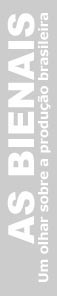 AS BIENAIS
Um olhar sobre a produção brasileira